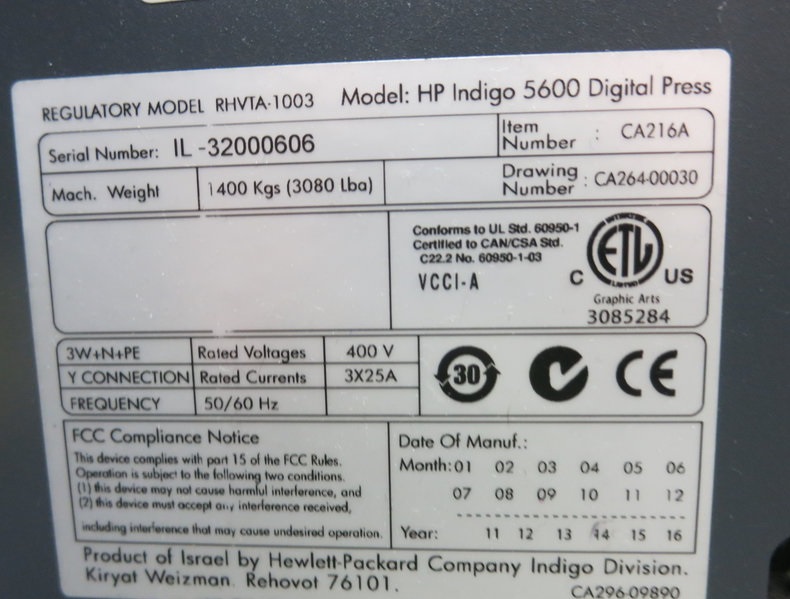 REGULATORY MODEL RHVTA-1003 Model: HP Indigo 5600 Digital Press
Serial Number: IL -32000606
Item Number : CA216A
Mach. Weight 1400 Kgs (3080 Lba)
Drawing Number : CA264-00030
Conforms to UL Std. 60950-1
Certified to CAN/CSA Std.
C22.2 No. 60950-1-03
VCCI-A
C ETL US
LISTED
Graphic Arts
3085284
3W+N+PE Rated Voltages 400 V
Y CONNECTION Rated Currents 3X25A
FREQUENCY 50/60 Hz
30
CE
FCC Compliance Notice
This device complies with part 15 of the FCC Rules.
Operation is subject to the following two conditions.
(1) this device may not cause harmful interference, and
(2) this device must accept any interference received,
including interference that may cause undesired operation.
Date Of Manuf.:
Month: 01 02 03 04 05 06
07 08 09 10 11 12
Year: 11 12 13 14 15 16
Product of Israel by Hewlett-Packard Company Indigo Division.
Kiryat Weizman. Rehovot 76101.
CA296-09890